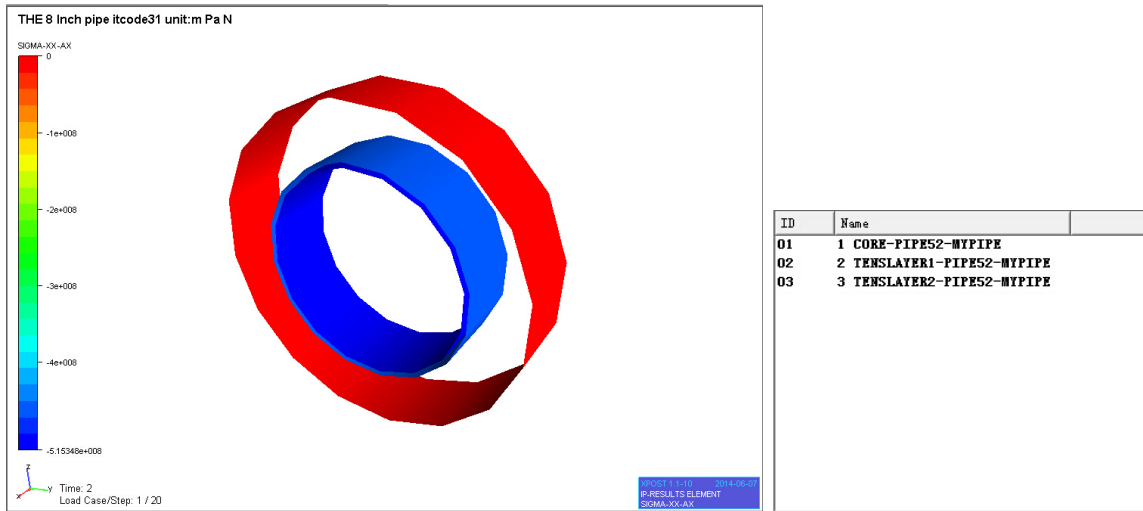 THE 8 Inch pipe itcode31 unit:m Pa N
SIGMA-XX-AX
0
-1e+008
-2e+008
-3e+008
-4e+008
-5.15348e+008
z
x y
Time: 2
Load Case/Step: 1 / 20
XPOST 1.1-10 2014-06-07
IP-RESULTS ELEMENT
SIGMA-XX-AX
ID Name
01 1 CORE-PIPE52-MYPIPE
02 2 TENSLAYER1-PIPE52-MYPIPE
03 3 TENSLAYER2-PIPE52-MYPIPE